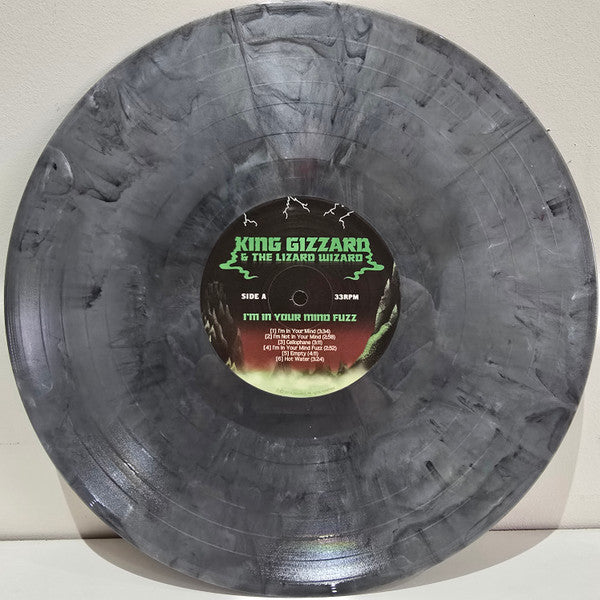 KING GIZZARD
& THE LIZARD WIZARD
SIDE A 33RPM
I'M IN YOUR MIND FUZZ
[1] I'm In Your Mind (3:34)
[2] I'm Not In Your Mind (2:58)
[3] Cellophane (3:11)
[4] I'm In Your Mind Fuzz (2:52)
[5] Empty (4:11)
[6] Hot Water (3:24)